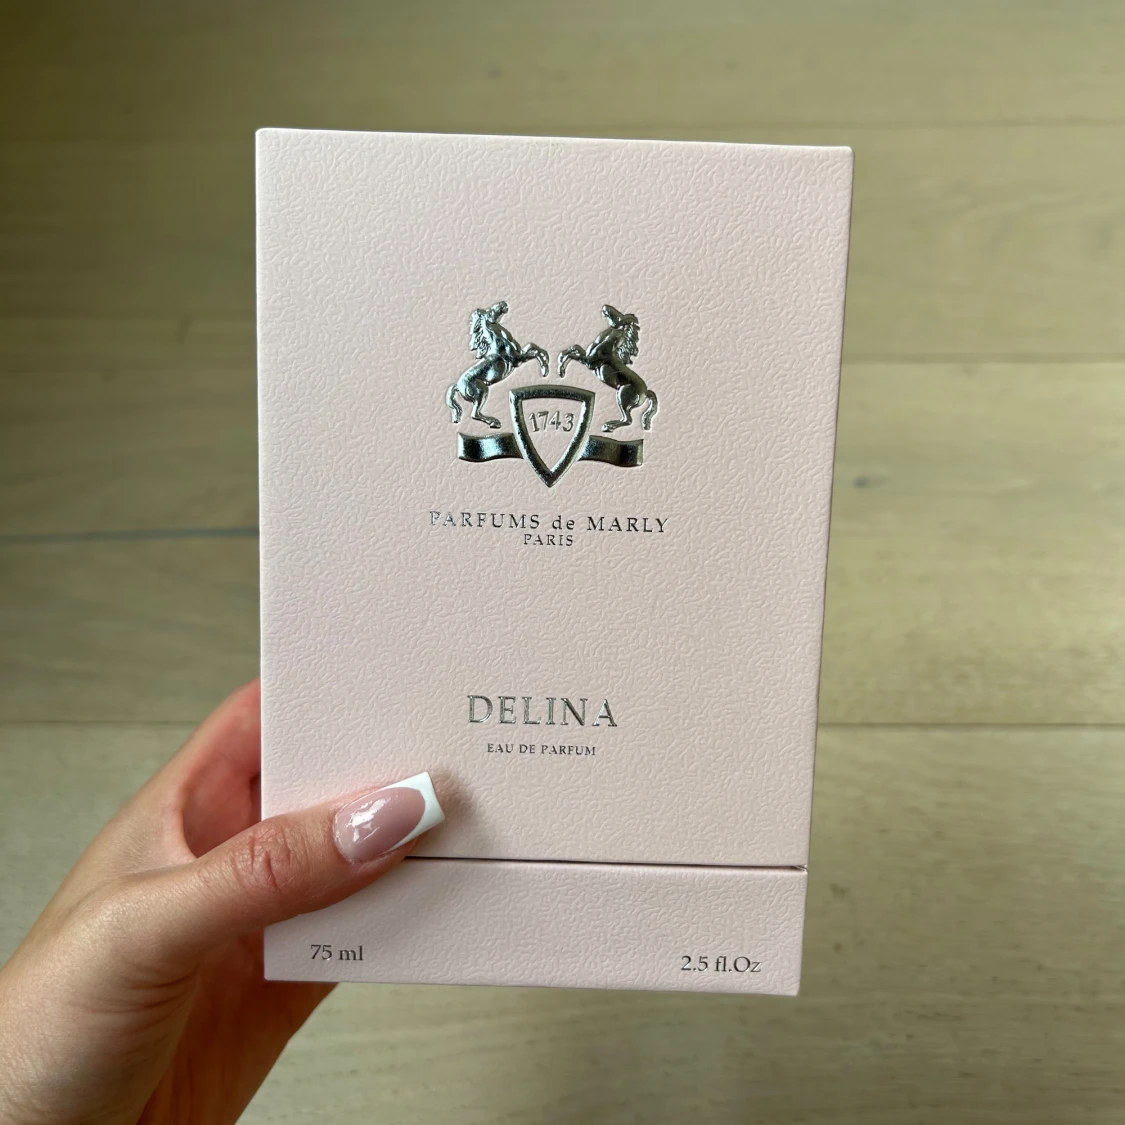 1743
PARFUMS de MARLY
PARIS
DELINA
EAU DE PARFUM
75 ml
2.5 fl.Oz